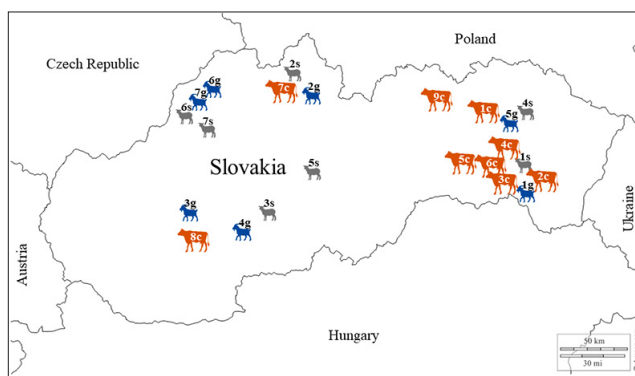 Poland
Czech Republic
2s
6g
7c
2g
7g
9c
6s
1c
4s
5g
7s
4c
Slovakia
5s
5c
6c
1s
3c
2c
1g
3g
3s
4g
8c
Ukraine
Austria
Hungary
50 km
30 mi